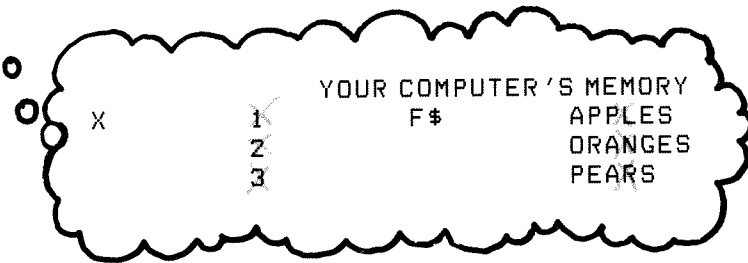 YOUR COMPUTER'S MEMORY
X 1 F$ APPLES
2 ORANGES
3 PEARS